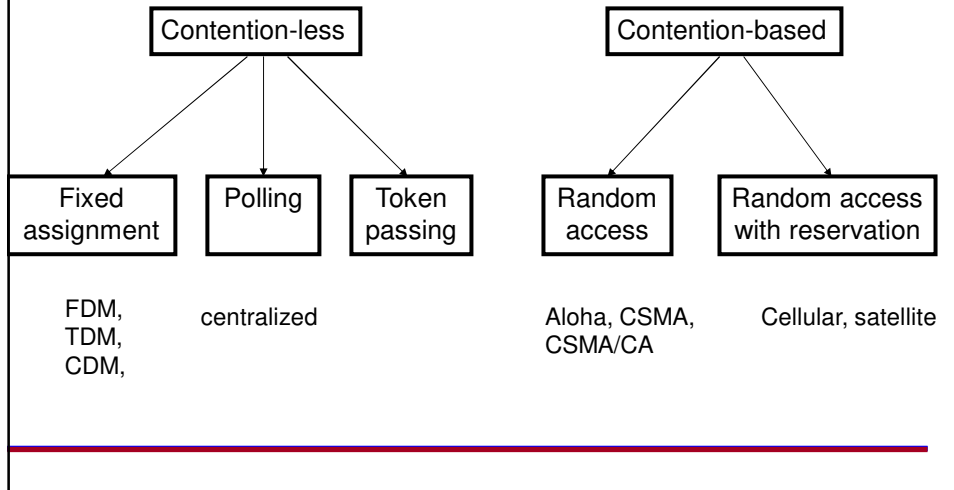 Contention-less
Contention-based
Fixed
assignment
Polling
Token
passing
Random
access
Random access
with reservation
FDM,
TDM,
CDM,
centralized
Aloha, CSMA,
CSMA/CA
Cellular, satellite